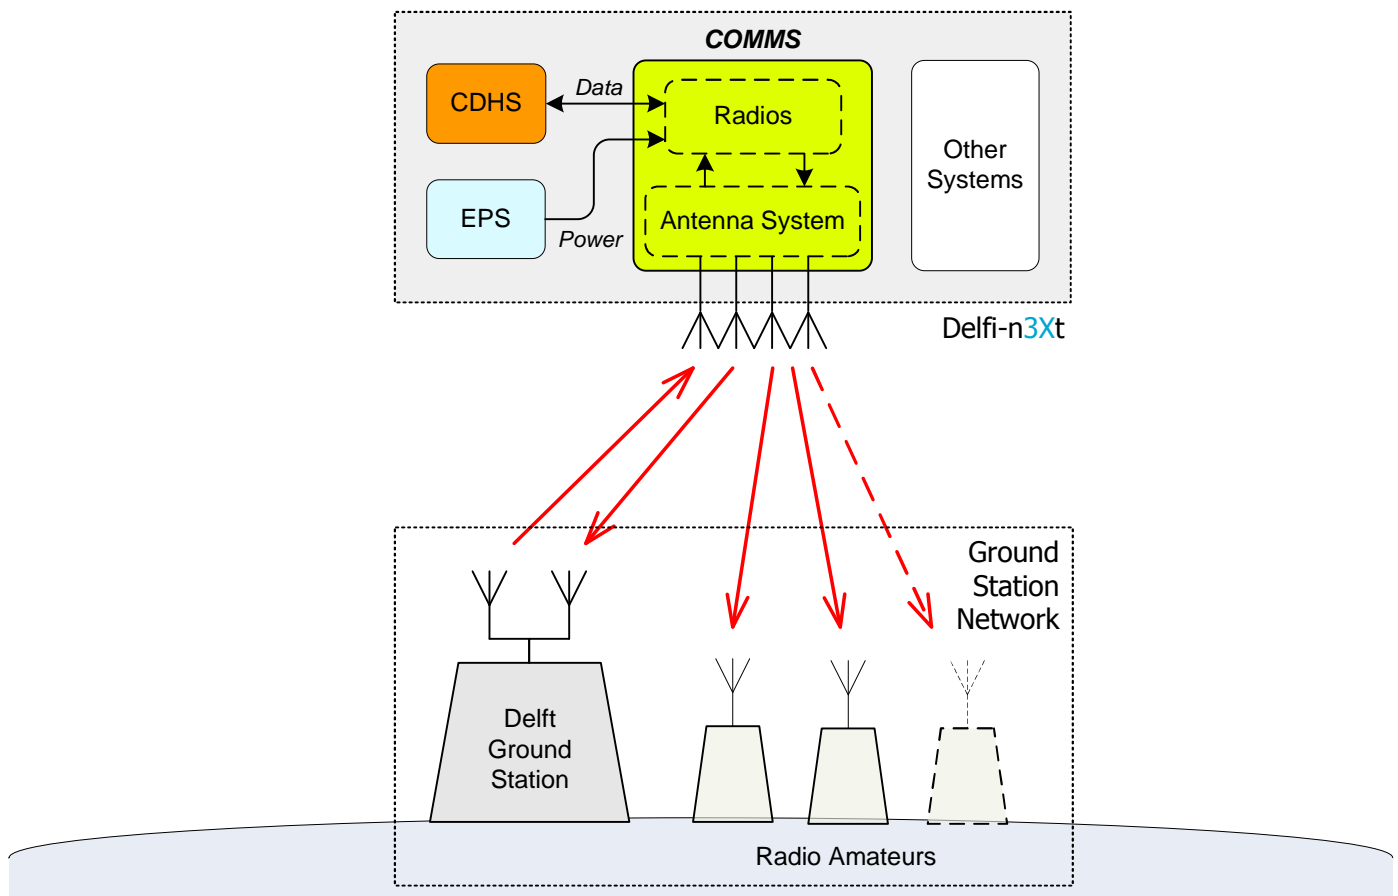 COMMS
CDHS
Data
Radios
Other
Systems
EPS
Power
Antenna System
Delfi-n3Xt
Ground
Station
Network
Delft
Ground
Station
Radio Amateurs